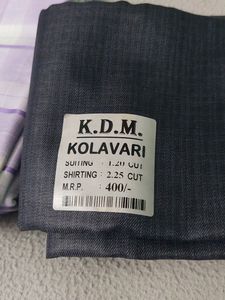 K.D.M.
KOLAVARI
SUITING : 1.20 CUT
SHIRTING : 2.25 CUT
M.R.P. : 400/-